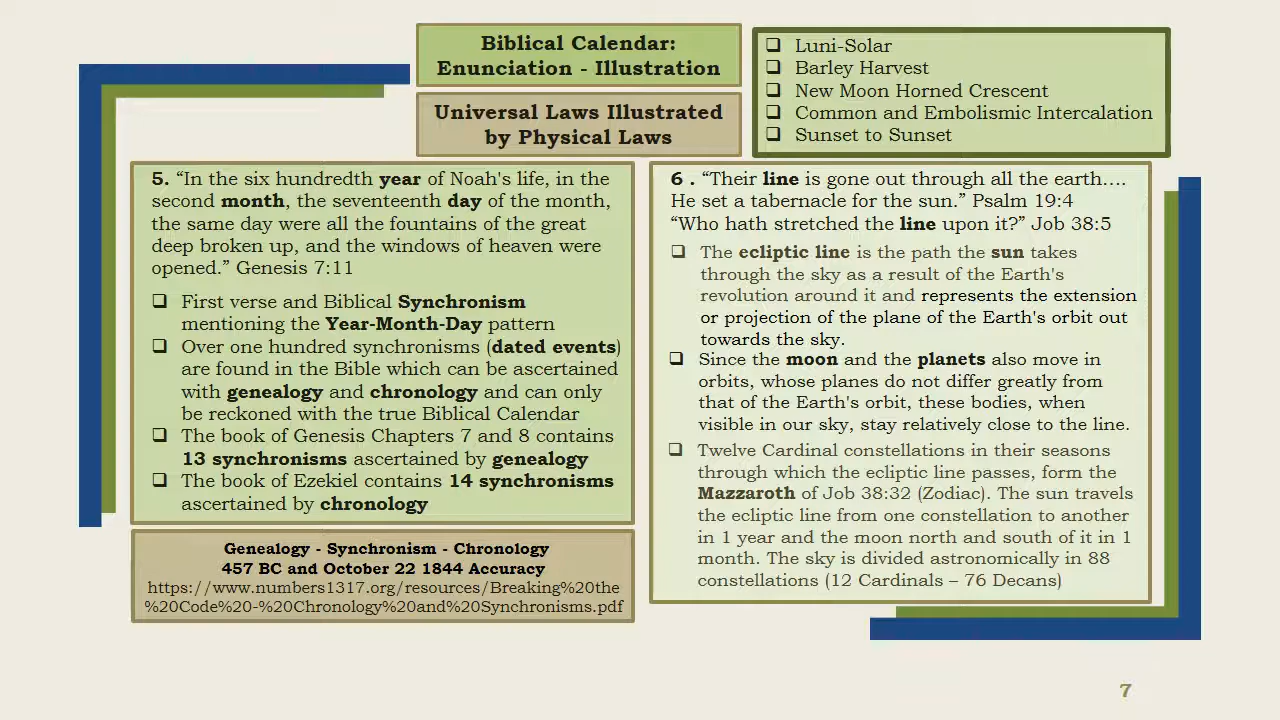 Biblical Calendar:
Enunciation - Illustration
Universal Laws Illustrated
by Physical Laws
❑ Luni-Solar
❑ Barley Harvest
❑ New Moon Horned Crescent
❑ Common and Embolismic Intercalation
❑ Sunset to Sunset
5. “In the six hundredth year of Noah's life, in the
second month, the seventeenth day of the month,
the same day were all the fountains of the great
deep broken up, and the windows of heaven were
opened.” Genesis 7:11
❑ First verse and Biblical Synchronism
mentioning the Year-Month-Day pattern
❑ Over one hundred synchronisms (dated events)
are found in the Bible which can be ascertained
with genealogy and chronology and can only
be reckoned with the true Biblical Calendar
❑ The book of Genesis Chapters 7 and 8 contains
13 synchronisms ascertained by genealogy
❑ The book of Ezekiel contains 14 synchronisms
ascertained by chronology
Genealogy - Synchronism - Chronology
457 BC and October 22 1844 Accuracy
https://www.numbers1317.org/resources/Breaking%20the
%20Code%20-%20Chronology%20and%20Synchronisms.pdf
6 . “Their line is gone out through all the earth….
He set a tabernacle for the sun.” Psalm 19:4
“Who hath stretched the line upon it?” Job 38:5
❑ The ecliptic line is the path the sun takes
through the sky as a result of the Earth's
revolution around it and represents the extension
or projection of the plane of the Earth's orbit out
towards the sky.
❑ Since the moon and the planets also move in
orbits, whose planes do not differ greatly from
that of the Earth's orbit, these bodies, when
visible in our sky, stay relatively close to the line.
❑ Twelve Cardinal constellations in their seasons
through which the ecliptic line passes, form the
Mazzaroth of Job 38:32 (Zodiac). The sun travels
the ecliptic line from one constellation to another
in 1 year and the moon north and south of it in 1
month. The sky is divided astronomically in 88
constellations (12 Cardinals – 76 Decans)
7